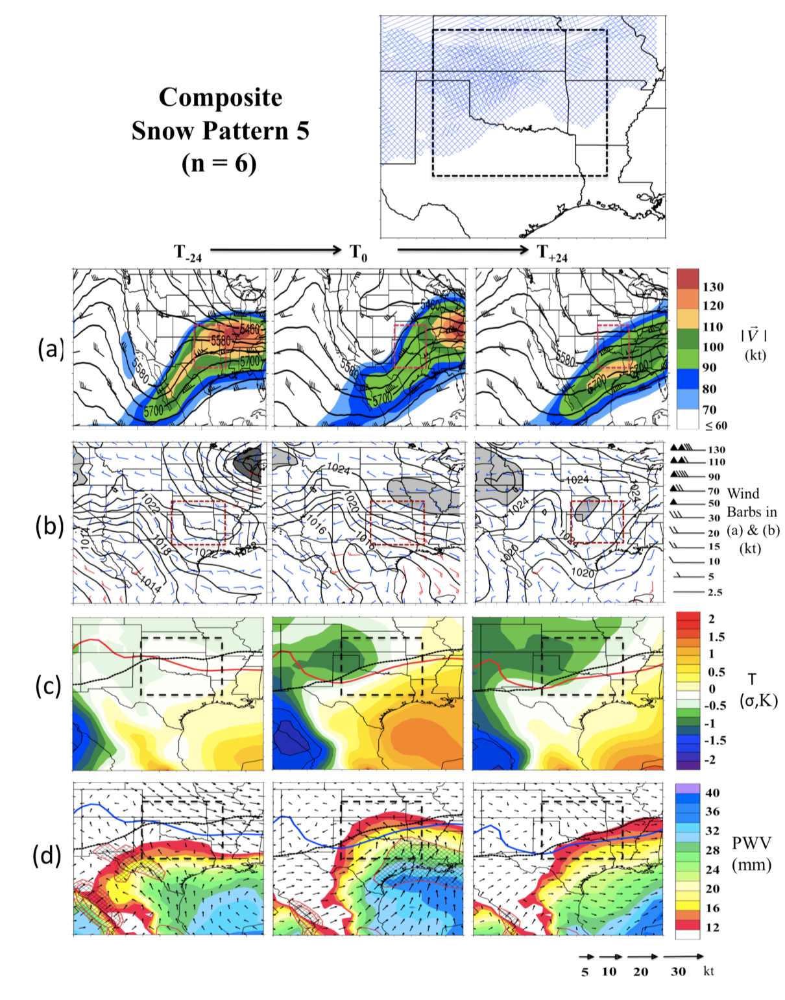 Composite
Snow Pattern 5
(n = 6)
T-24
T0
T+24
(a)
5460
5580
5700
5580
5700
5460
5580
5700
5580
5700
130
120
110
100
90
80
70
≤ 60
|V⃗|
(kt)
(b)
1022
1014
1018
1022
1014
1024
1020
1016
1024
1024
1024
1020
1020
130
110
90
70
50
30
20
15
10
5
2.5
Wind
Barbs in
(a) & (b)
(kt)
(c)
2
1.5
1
0.5
0
-0.5
-1
-1.5
-2
T
(σ,K)
(d)
40
36
32
28
24
20
16
12
PWV
(mm)
5 10 20 30 kt